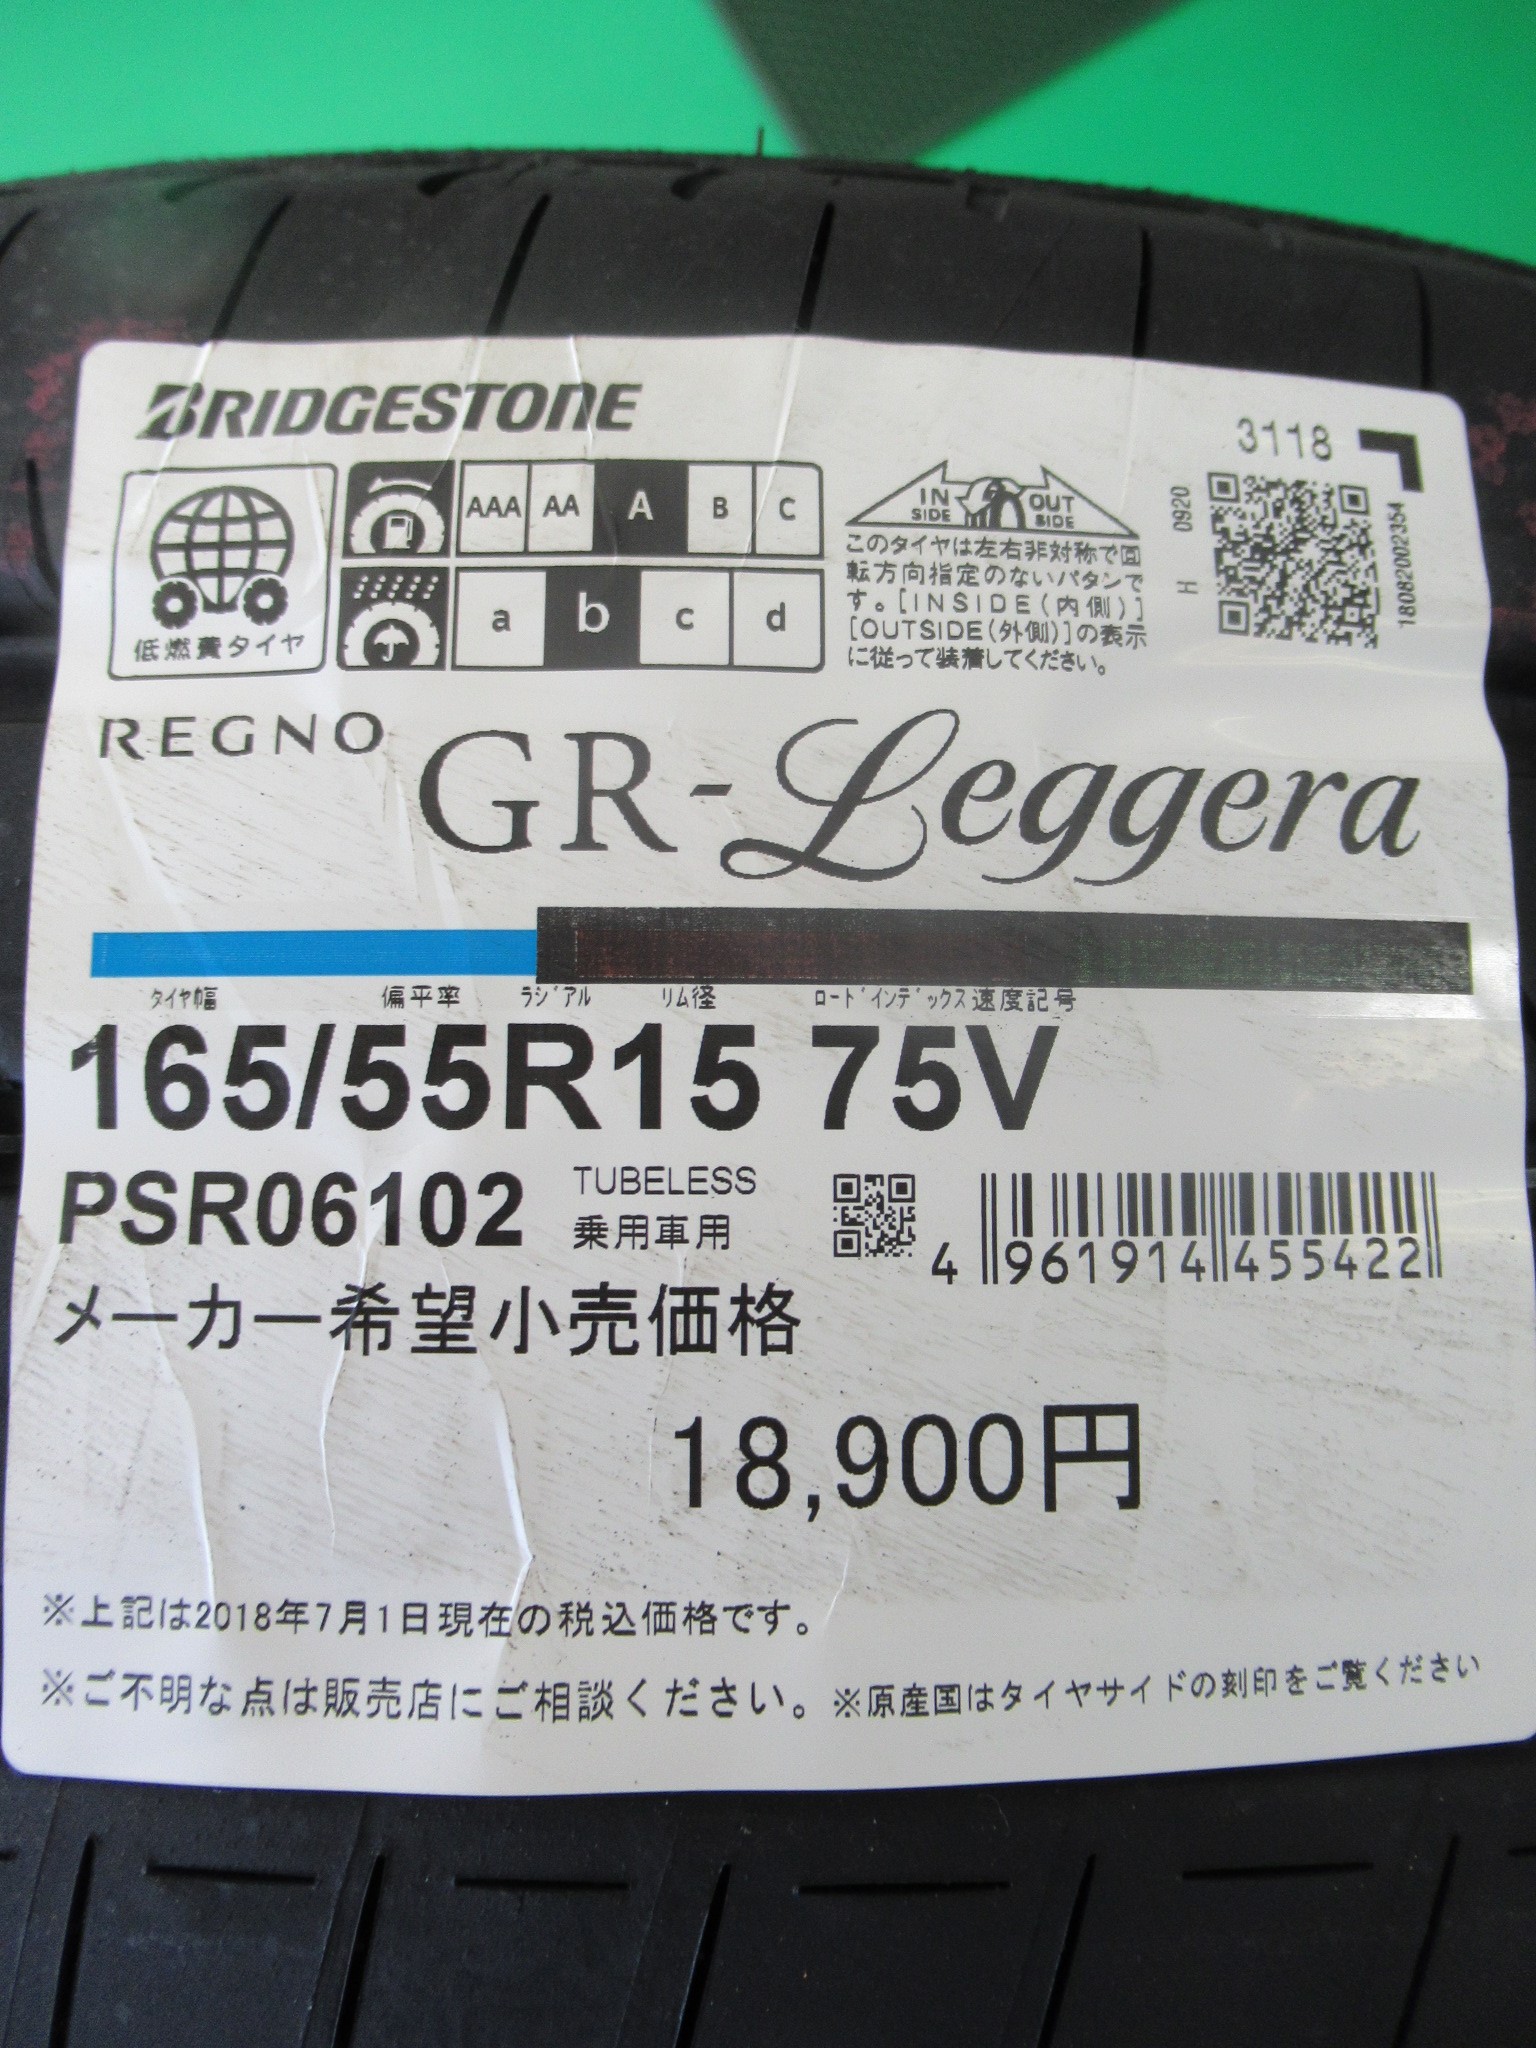 BRIDGESTONE
低燃費タイヤ
AAA AA A B C
a b c d
IN SIDE OUT SIDE
このタイヤは左右非対称で回
転方向指定のないパタンで
す。[INSIDE(内側)]
[OUTSIDE(外側)]の表示
に従って装着してください。
3118
H 0920
18082002354
REGNO
GR-Leggera
タイヤ幅 偏平率 ラジアル リム径 ロードインデックス 速度記号
165/55R15 75V
PSR06102
TUBELESS
乗用車用
4 961914 455422
メーカー希望小売価格
18,900円
※上記は2018年7月1日現在の税込価格です。
※ご不明な点は販売店にご相談ください。※原産国はタイヤサイドの刻印をご覧ください